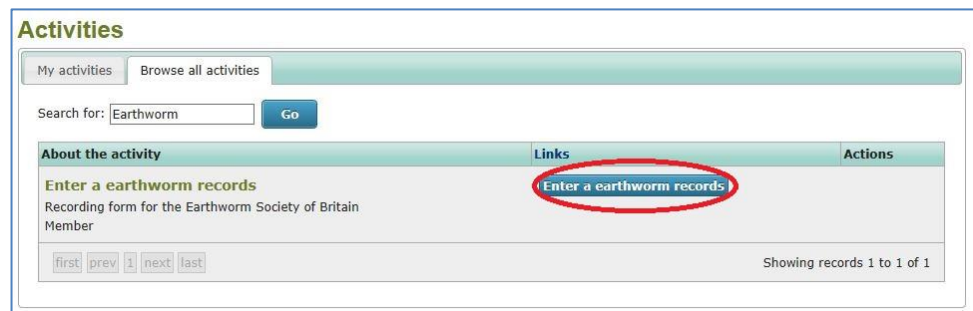 Activities
My activities Browse all activities
Search for: Earthworm Go
About the activity Links Actions
Enter a earthworm records Enter a earthworm records
Recording form for the Earthworm Society of Britain
Member
first prev 1 next last Showing records 1 to 1 of 1